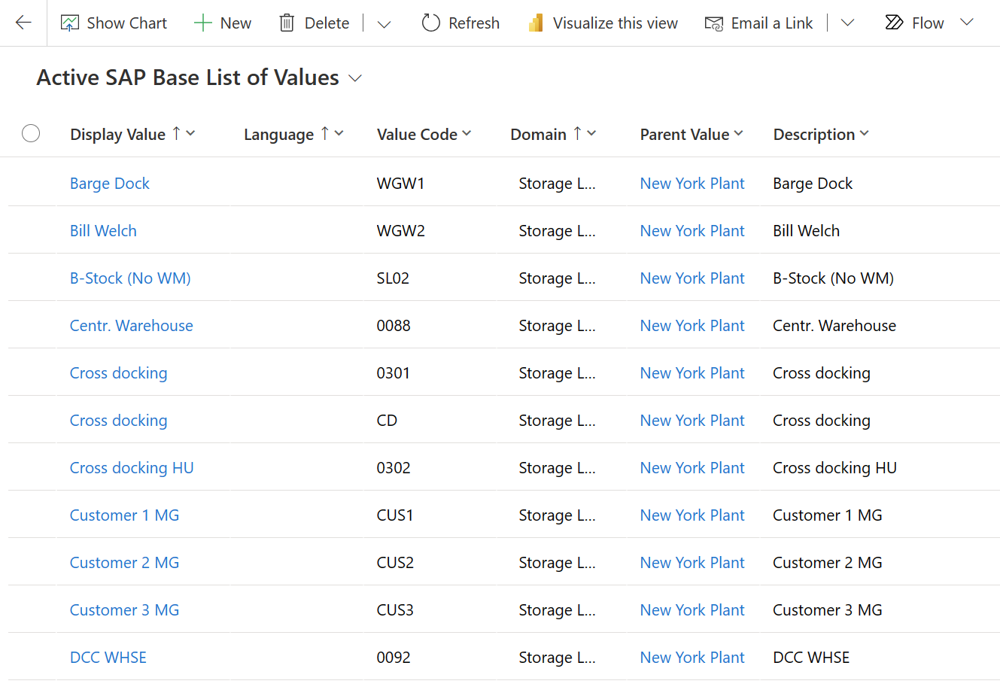 Show Chart New Delete Refresh Visualize this view Email a Link Flow
Active SAP Base List of Values
Display Value Language Value Code Domain Parent Value Description
Barge Dock WGW1 Storage L... New York Plant Barge Dock
Bill Welch WGW2 Storage L... New York Plant Bill Welch
B-Stock (No WM) SL02 Storage L... New York Plant B-Stock (No WM)
Centr. Warehouse 0088 Storage L... New York Plant Centr. Warehouse
Cross docking 0301 Storage L... New York Plant Cross docking
Cross docking CD Storage L... New York Plant Cross docking
Cross docking HU 0302 Storage L... New York Plant Cross docking HU
Customer 1 MG CUS1 Storage L... New York Plant Customer 1 MG
Customer 2 MG CUS2 Storage L... New York Plant Customer 2 MG
Customer 3 MG CUS3 Storage L... New York Plant Customer 3 MG
DCC WHSE 0092 Storage L... New York Plant DCC WHSE